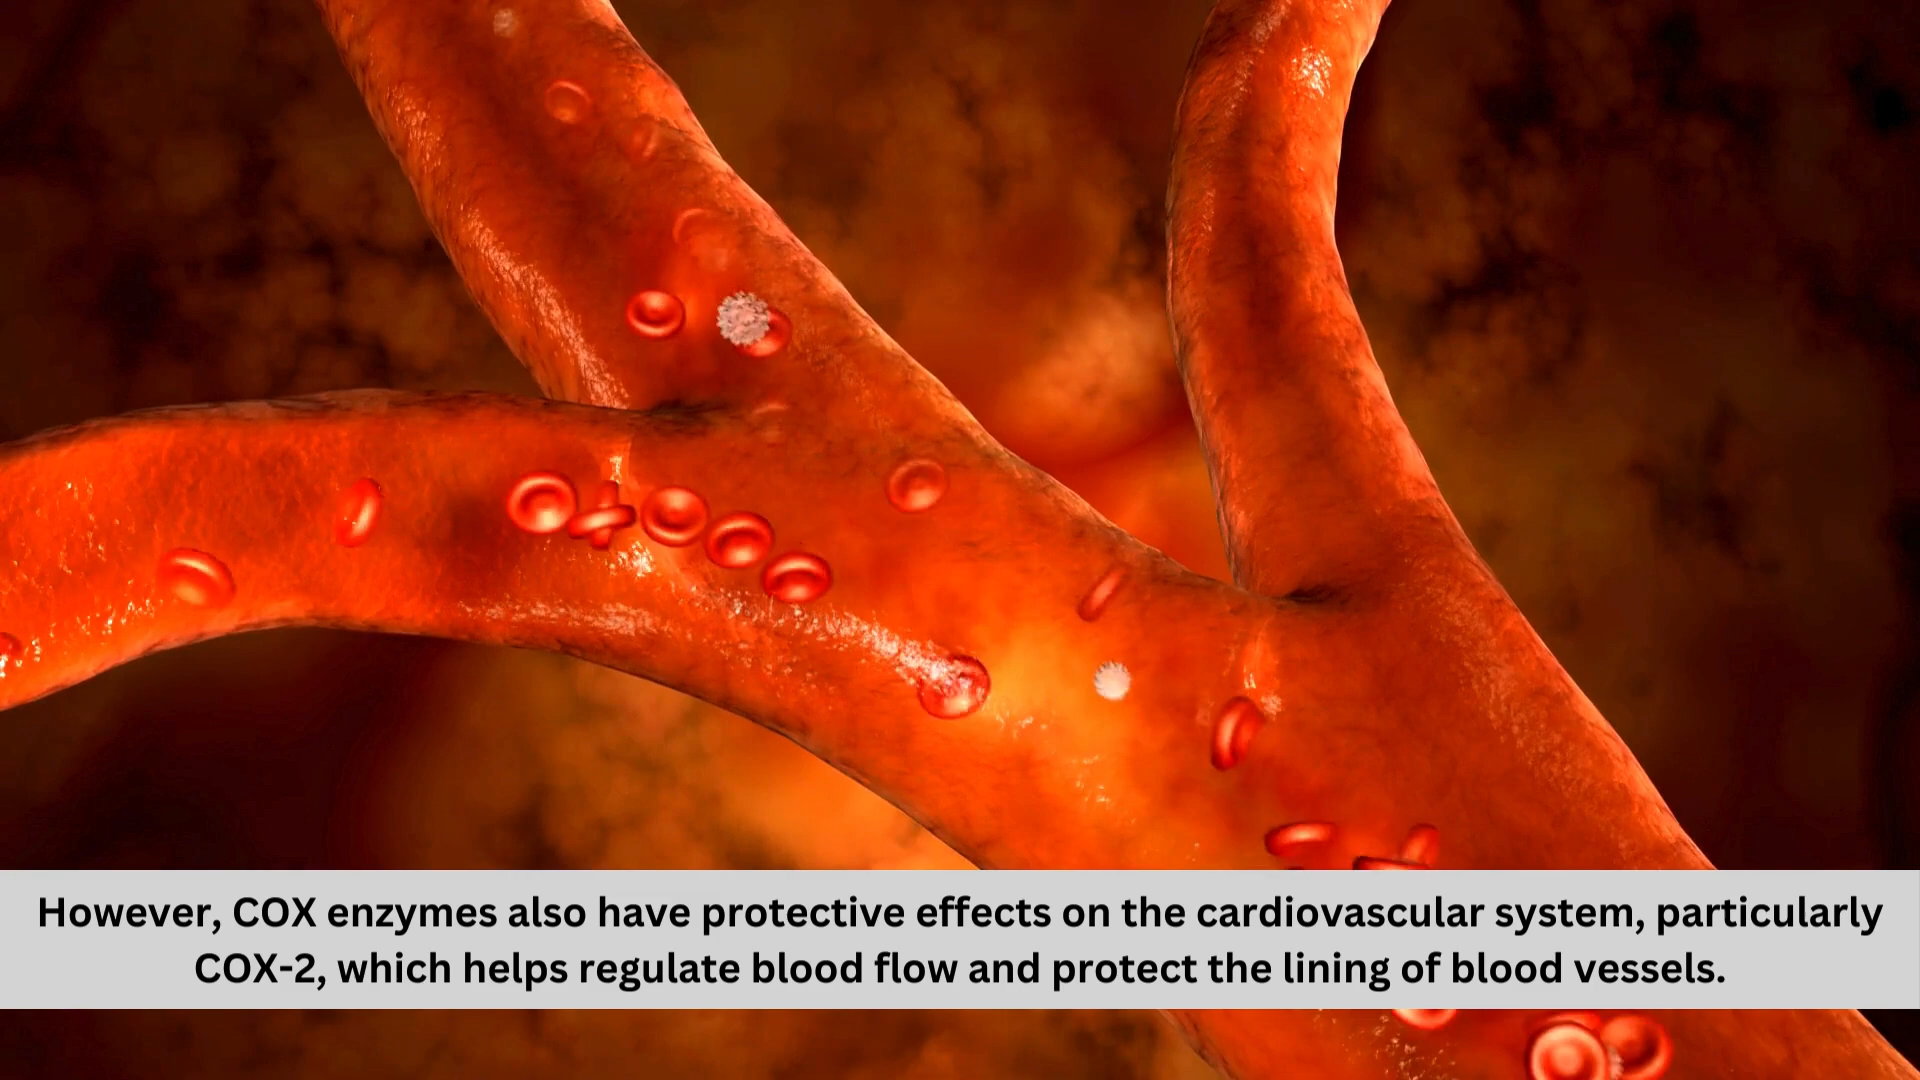 However, COX enzymes also have protective effects on the cardiovascular system, particularly
COX-2, which helps regulate blood flow and protect the lining of blood vessels.